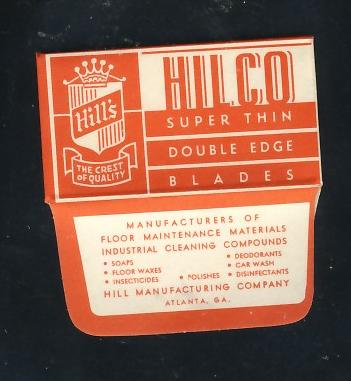 Hill's
THE CREST
OF QUALITY
HILCO
SUPER THIN
DOUBLE EDGE
BLADES
MANUFACTURERS OF
FLOOR MAINTENANCE MATERIALS
INDUSTRIAL CLEANING COMPOUNDS
• SOAPS • DEODORANTS
• FLOOR WAXES • CAR WASH
• INSECTICIDES • POLISHES • DISINFECTANTS
HILL MANUFACTURING COMPANY
ATLANTA, GA.